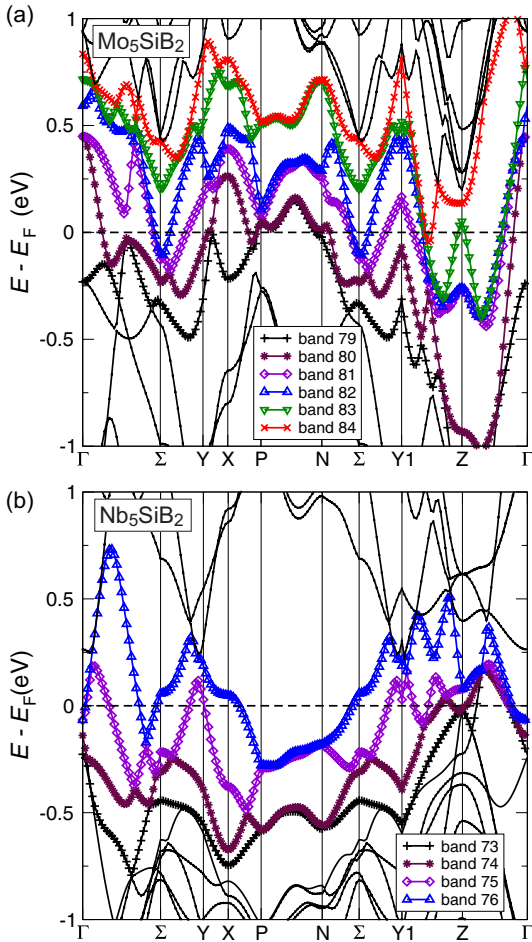 (a)
Mo₅SiB₂
E - E_F (eV)
1
0.5
0
-0.5
-1
band 79
band 80
band 81
band 82
band 83
band 84
Γ Σ Y X P N Σ Y1 Z Γ
(b)
Nb₅SiB₂
E - E_F(eV)
1
0.5
0
-0.5
-1
band 73
band 74
band 75
band 76
Γ Σ Y X P N Σ Y1 Z Γ